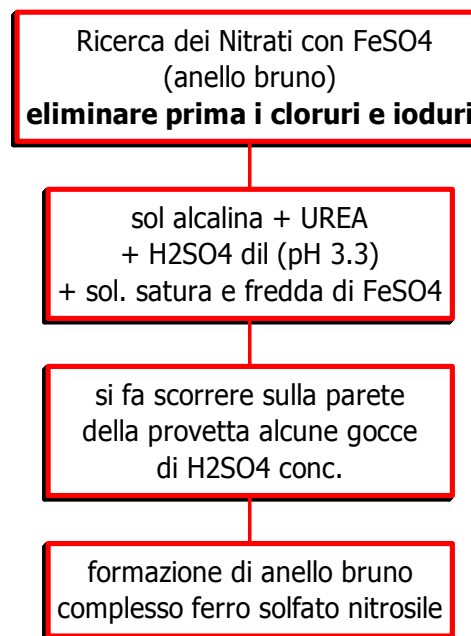 Ricerca dei Nitrati con FeSO4
(anello bruno)
eliminare prima i cloruri e ioduri
sol alcalina + UREA
+ H2SO4 dil (pH 3.3)
+ sol. satura e fredda di FeSO4
si fa scorrere sulla parete
della provetta alcune gocce
di H2SO4 conc.
formazione di anello bruno
complesso ferro solfato nitrosile